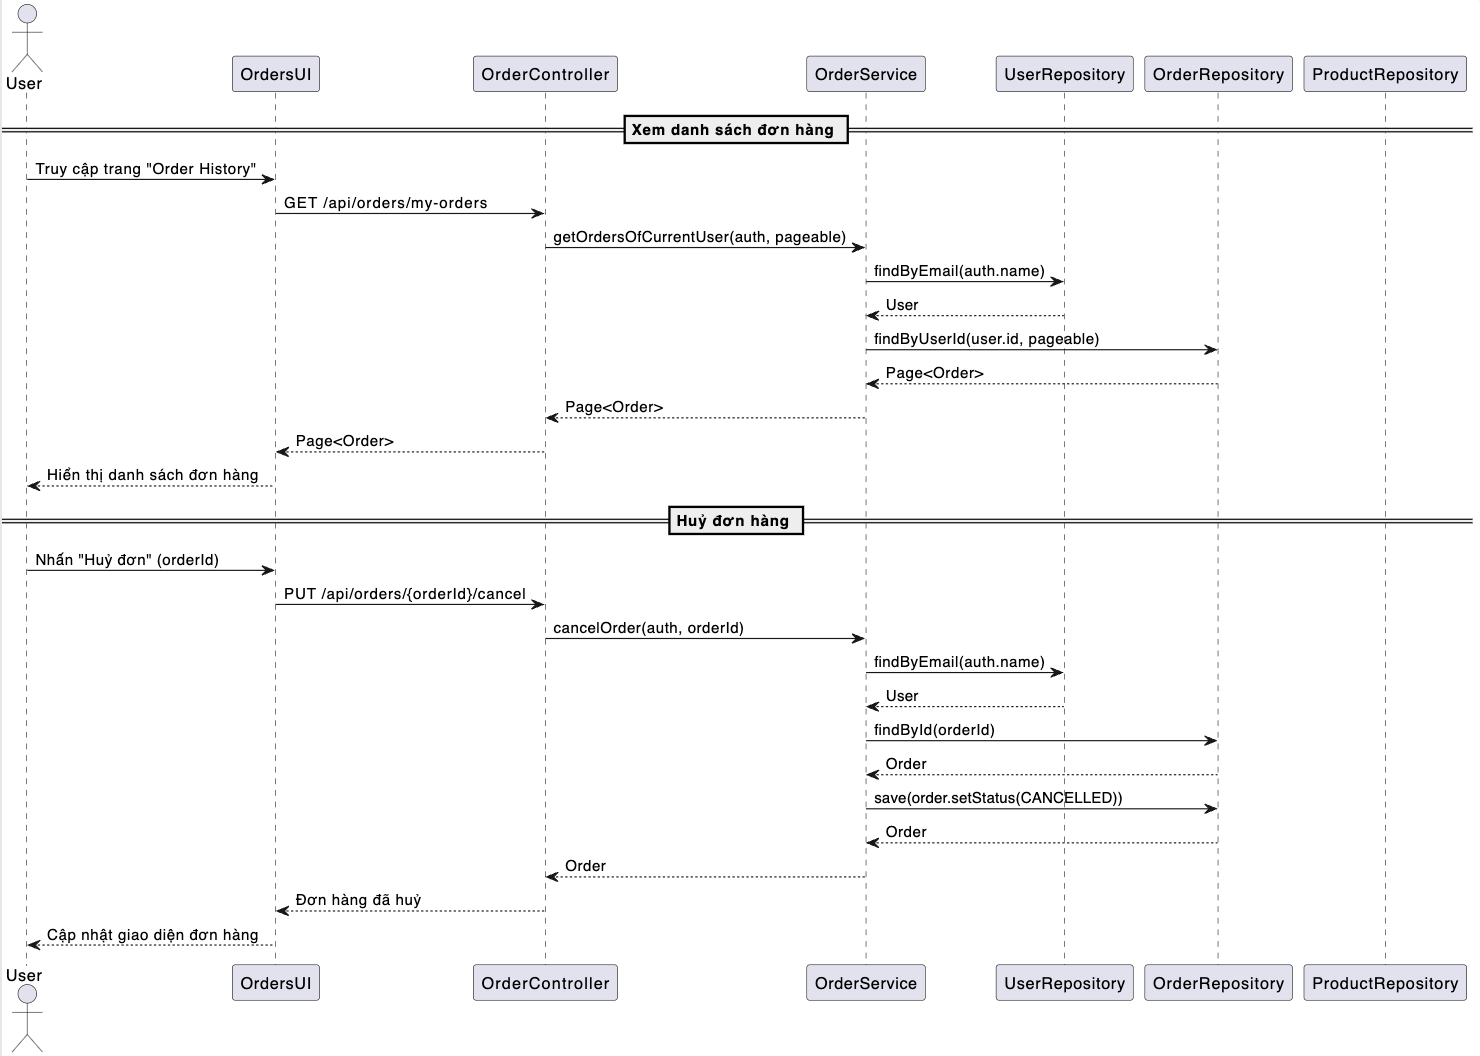 User
OrdersUI
OrderController
OrderService
UserRepository
OrderRepository
ProductRepository
Xem danh sách đơn hàng
Truy cập trang "Order History"
GET /api/orders/my-orders
getOrdersOfCurrentUser(auth, pageable)
findByEmail(auth.name)
User
findByUserId(user.id, pageable)
Page<Order>
Page<Order>
Page<Order>
Hiển thị danh sách đơn hàng
Huỷ đơn hàng
Nhấn "Huỷ đơn" (orderId)
PUT /api/orders/{orderId}/cancel
cancelOrder(auth, orderId)
findByEmail(auth.name)
User
findById(orderId)
Order
save(order.setStatus(CANCELLED))
Order
Order
Đơn hàng đã huỷ
Cập nhật giao diện đơn hàng
User
OrdersUI
OrderController
OrderService
UserRepository
OrderRepository
ProductRepository